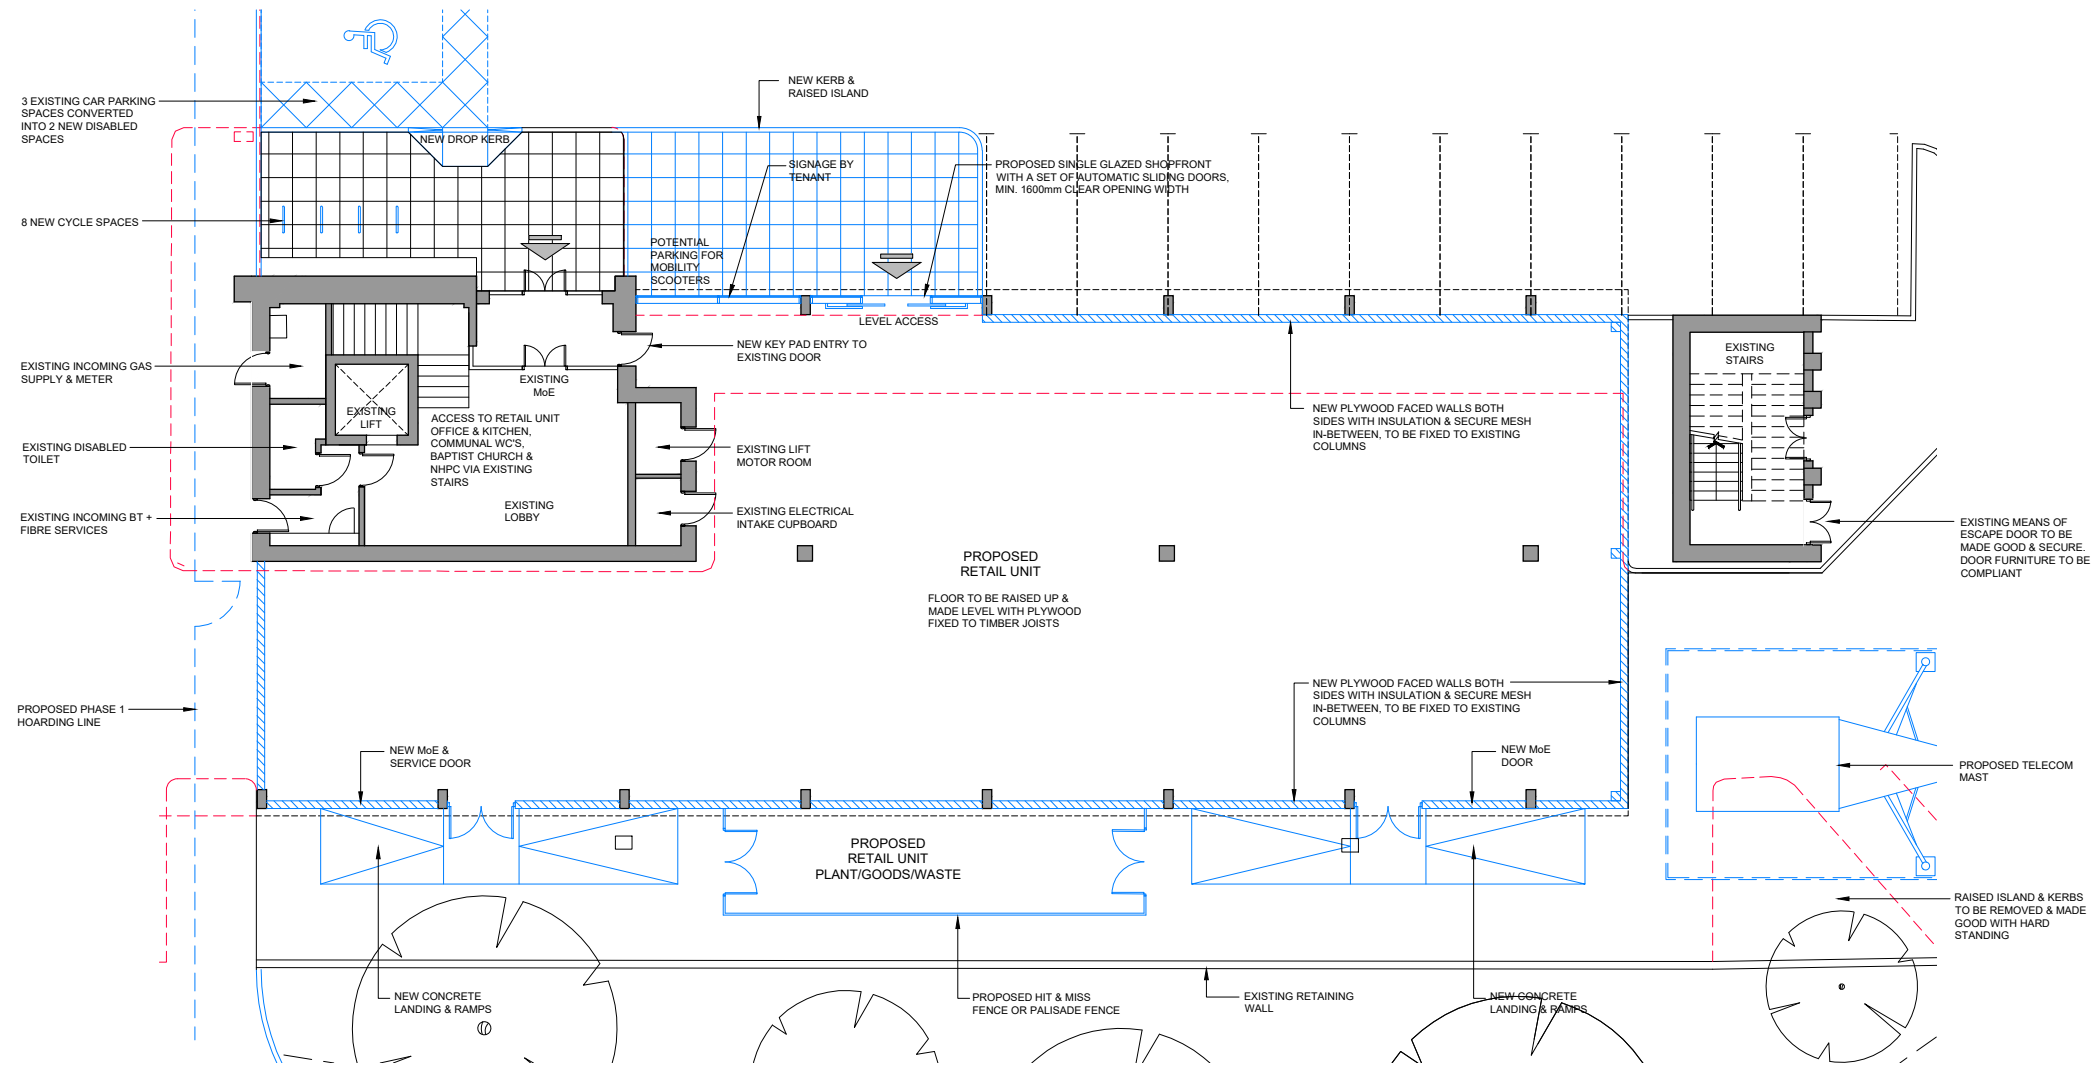 3 EXISTING CAR PARKING
SPACES CONVERTED
INTO 2 NEW DISABLED
SPACES
NEW KERB &
RAISED ISLAND
NEW DROP KERB
SIGNAGE BY
TENANT
PROPOSED SINGLE GLAZED SHOPFRONT
WITH A SET OF AUTOMATIC SLIDING DOORS,
MIN. 1600mm CLEAR OPENING WIDTH
8 NEW CYCLE SPACES
POTENTIAL
PARKING FOR
MOBILITY
SCOOTERS
LEVEL ACCESS
EXISTING INCOMING GAS
SUPPLY & METER
NEW KEY PAD ENTRY TO
EXISTING DOOR
EXISTING
STAIRS
EXISTING
MoE
EXISTING
LIFT
ACCESS TO RETAIL UNIT
OFFICE & KITCHEN,
COMMUNAL WC'S,
BAPTIST CHURCH &
NHPC VIA EXISTING
STAIRS
NEW PLYWOOD FACED WALLS BOTH
SIDES WITH INSULATION & SECURE MESH
IN-BETWEEN, TO BE FIXED TO EXISTING
COLUMNS
EXISTING DISABLED
TOILET
EXISTING LIFT
MOTOR ROOM
EXISTING INCOMING BT +
FIBRE SERVICES
EXISTING
LOBBY
EXISTING ELECTRICAL
INTAKE CUPBOARD
EXISTING MEANS OF
ESCAPE DOOR TO BE
MADE GOOD & SECURE.
DOOR FURNITURE TO BE
COMPLIANT
PROPOSED
RETAIL UNIT
FLOOR TO BE RAISED UP &
MADE LEVEL WITH PLYWOOD
FIXED TO TIMBER JOISTS
PROPOSED PHASE 1
HOARDING LINE
NEW PLYWOOD FACED WALLS BOTH
SIDES WITH INSULATION & SECURE MESH
IN-BETWEEN, TO BE FIXED TO EXISTING
COLUMNS
NEW MoE &
SERVICE DOOR
NEW MoE
DOOR
PROPOSED TELECOM
MAST
PROPOSED
RETAIL UNIT
PLANT/GOODS/WASTE
RAISED ISLAND & KERBS
TO BE REMOVED & MADE
GOOD WITH HARD
STANDING
NEW CONCRETE
LANDING & RAMPS
PROPOSED HIT & MISS
FENCE OR PALISADE FENCE
EXISTING RETAINING
WALL
NEW CONCRETE
LANDING & RAMPS